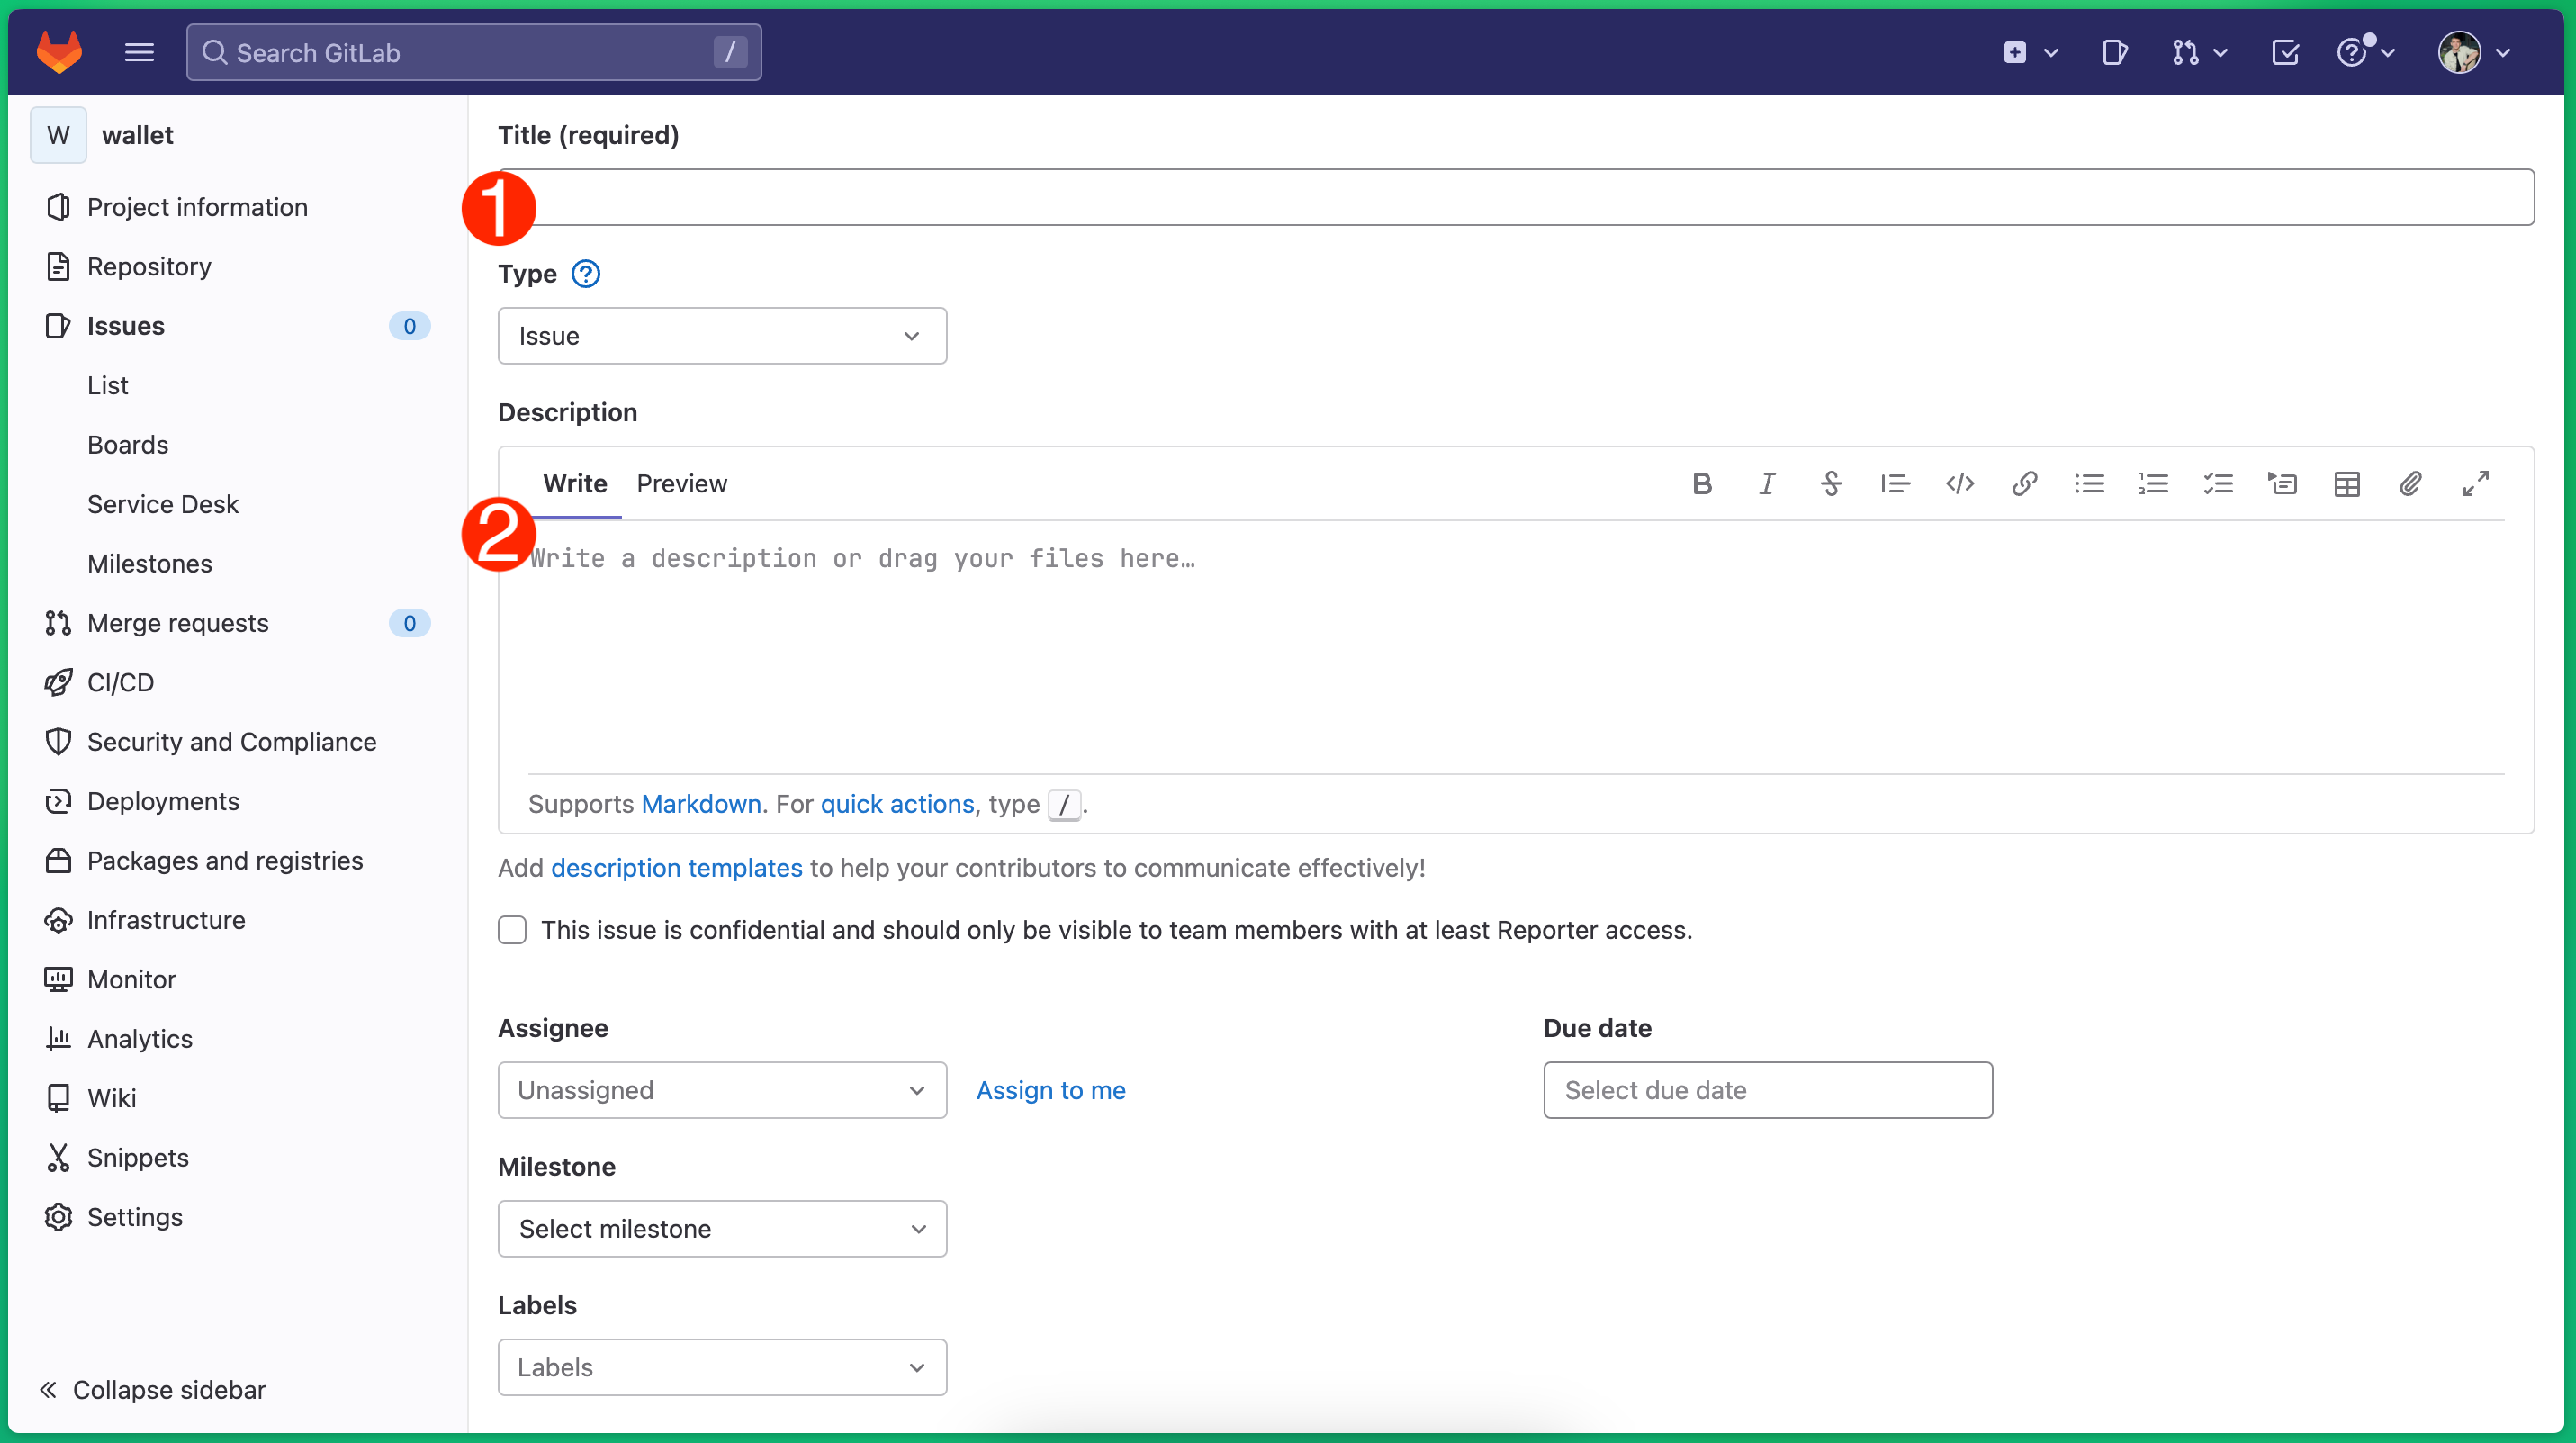 Search GitLab /
W wallet
Project information
Repository
Issues 0
List
Boards
Service Desk
Milestones
Merge requests 0
CI/CD
Security and Compliance
Deployments
Packages and registries
Infrastructure
Monitor
Analytics
Wiki
Snippets
Settings
Collapse sidebar
Title (required)
1
Type ?
Issue
Description
Write Preview
2
Write a description or drag your files here…
Supports Markdown. For quick actions, type / .
Add description templates to help your contributors to communicate effectively!
This issue is confidential and should only be visible to team members with at least Reporter access.
Assignee
Unassigned Assign to me
Due date
Select due date
Milestone
Select milestone
Labels
Labels